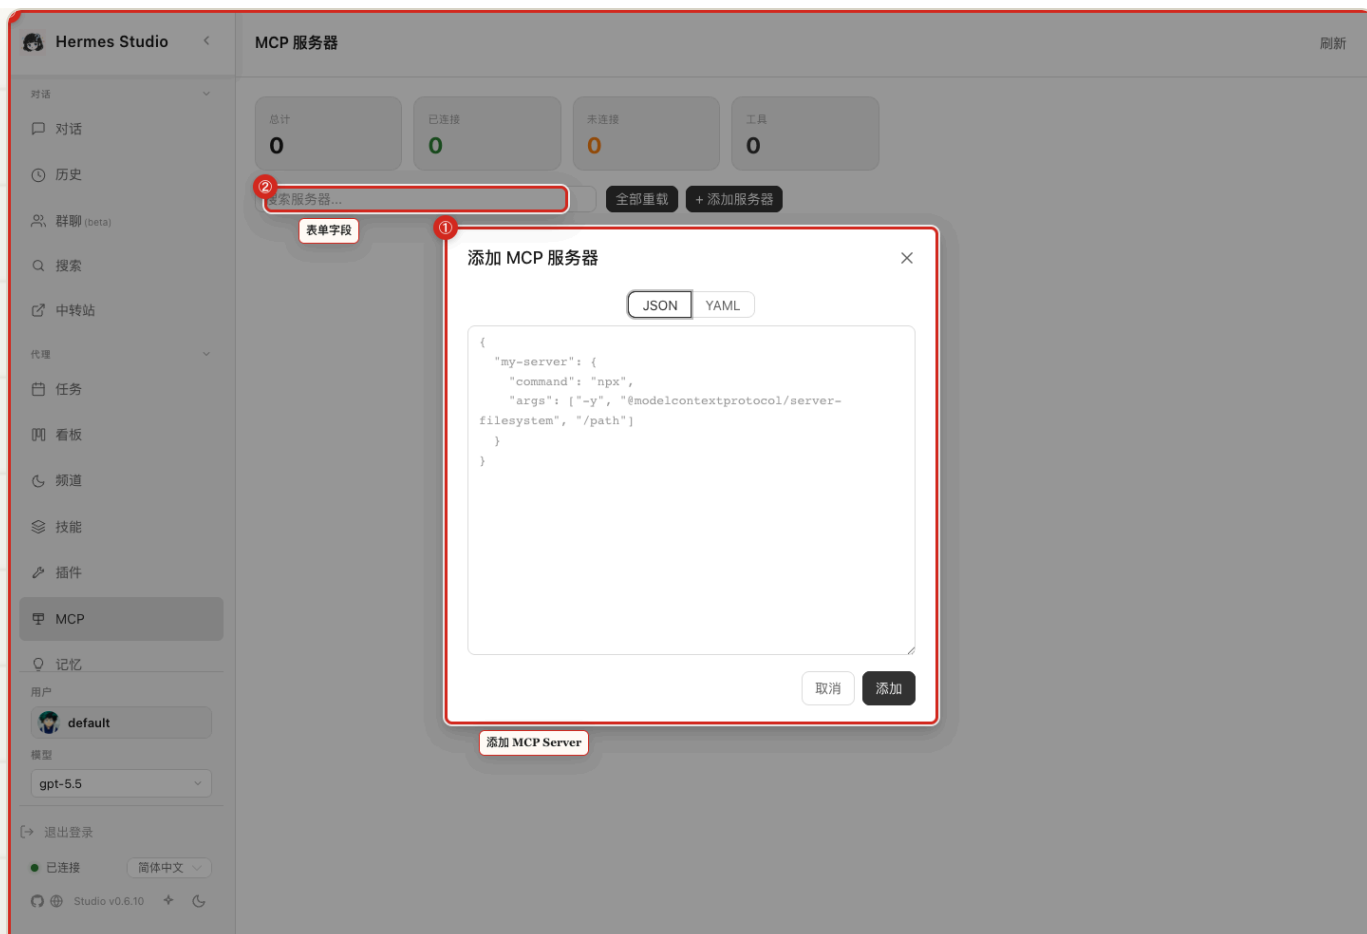 Hermes Studio
MCP 服务器
刷新
对话
对话
历史
群聊 (beta)
搜索
中转站
代理
任务
看板
频道
技能
插件
MCP
记忆
用户
default
模型
gpt-5.5
退出登录
已连接
简体中文
Studio v0.6.10
总计
0
已连接
0
未连接
0
工具
0
②
搜索服务器...
全部重载
+ 添加服务器
表单字段
①
添加 MCP 服务器
JSON
YAML
{
"my-server": {
"command": "npx",
"args": ["-y", "@modelcontextprotocol/server-
filesystem", "/path"]
}
}
取消
添加
添加 MCP Server